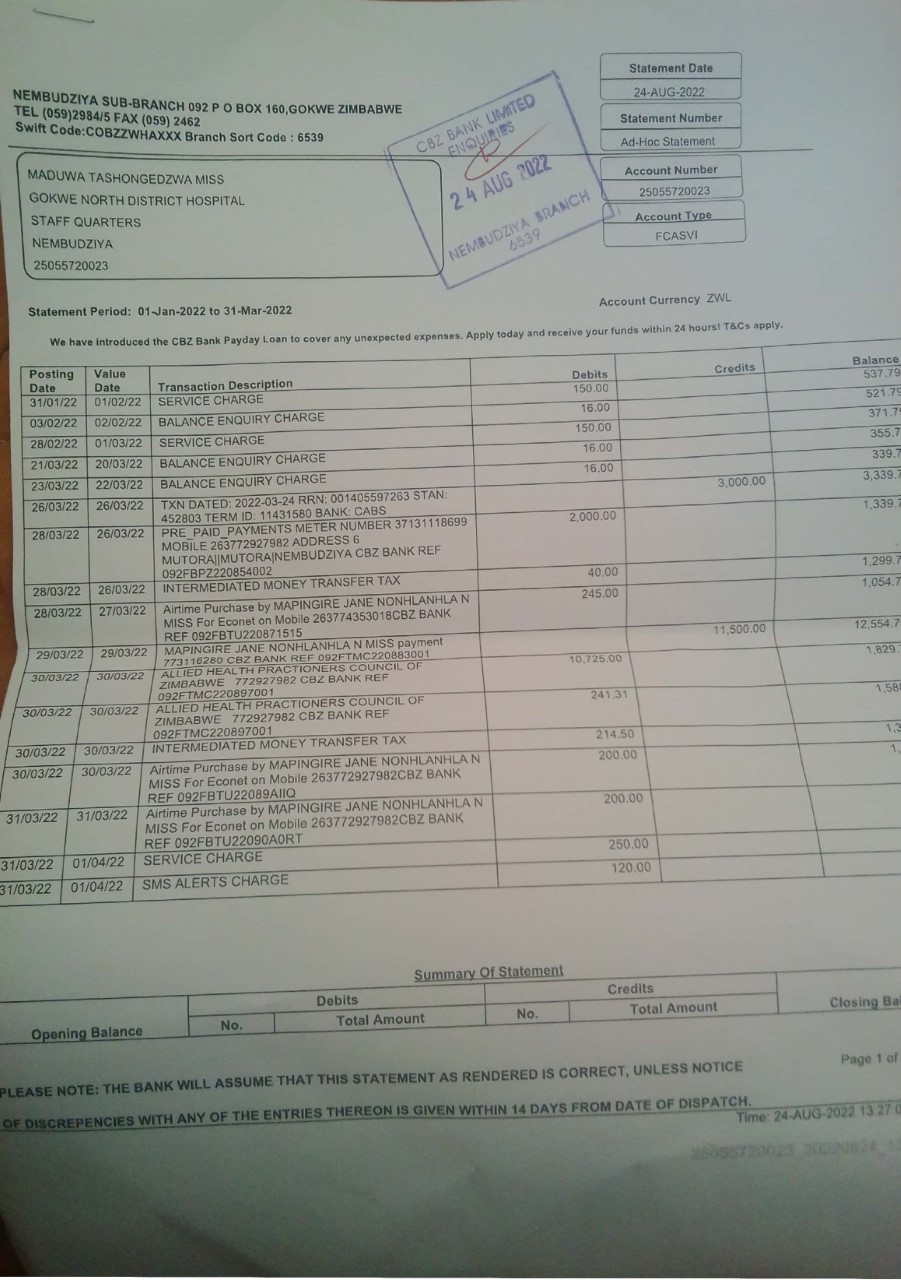 NEMBUDZIYA SUB-BRANCH 092 P O BOX 160,GOKWE ZIMBABWE
TEL (059)2984/5 FAX (059) 2462
Swift Code:COBZZWHAXXX Branch Sort Code : 6539
Statement Date
24-AUG-2022
Statement Number
Ad-Hoc Statement
Account Number
25055720023
Account Type
FCASVI
CBZ BANK LIMITED
ENQUIRIES
24 AUG 2022
NEMBUDZIYA BRANCH
6539
MADUWA TASHONGEDZWA MISS
GOKWE NORTH DISTRICT HOSPITAL
STAFF QUARTERS
NEMBUDZIYA
25055720023
Statement Period: 01-Jan-2022 to 31-Mar-2022
Account Currency ZWL
We have introduced the CBZ Bank Payday Loan to cover any unexpected expenses. Apply today and receive your funds within 24 hours! T&Cs apply.
Posting Date Value Date Transaction Description Debits Credits Balance
537.79
31/01/22 01/02/22 SERVICE CHARGE 150.00 521.79
03/02/22 02/02/22 BALANCE ENQUIRY CHARGE 16.00 371.7
28/02/22 01/03/22 SERVICE CHARGE 150.00 355.7
21/03/22 20/03/22 BALANCE ENQUIRY CHARGE 16.00 339.7
23/03/22 22/03/22 BALANCE ENQUIRY CHARGE 16.00 3,339.7
26/03/22 26/03/22 TXN DATED: 2022-03-24 RRN: 001405597263 STAN: 3,000.00
452803 TERM ID: 11431580 BANK: CABS 1,339.7
28/03/22 26/03/22 PRE_PAID_PAYMENTS METER NUMBER 37131118699 2,000.00
MOBILE 263772927982 ADDRESS 6
MUTORA||MUTORA|NEMBUDZIYA CBZ BANK REF
092FBPZ220854002 1,299.7
28/03/22 26/03/22 INTERMEDIATED MONEY TRANSFER TAX 40.00 1,054.7
28/03/22 27/03/22 Airtime Purchase by MAPINGIRE JANE NONHLANHLA N 245.00
MISS For Econet on Mobile 263774353018CBZ BANK
REF 092FBTU220871515 12,554.7
29/03/22 29/03/22 MAPINGIRE JANE NONHLANHLA N MISS payment 11,500.00
773116280 CBZ BANK REF 092FTMC220883001 1,829.
30/03/22 30/03/22 ALLIED HEALTH PRACTIONERS COUNCIL OF 10,725.00
ZIMBABWE 772927982 CBZ BANK REF
092FTMC220897001 1,58
30/03/22 30/03/22 ALLIED HEALTH PRACTIONERS COUNCIL OF 241.31
ZIMBABWE 772927982 CBZ BANK REF
092FTMC220897001 1,3
30/03/22 30/03/22 INTERMEDIATED MONEY TRANSFER TAX 214.50 1,
30/03/22 30/03/22 Airtime Purchase by MAPINGIRE JANE NONHLANHLA N 200.00
MISS For Econet on Mobile 263772927982CBZ BANK
REF 092FBTU22089AIIQ
31/03/22 31/03/22 Airtime Purchase by MAPINGIRE JANE NONHLANHLA N 200.00
MISS For Econet on Mobile 263772927982CBZ BANK
REF 092FBTU22090A0RT
31/03/22 01/04/22 SERVICE CHARGE 250.00
31/03/22 01/04/22 SMS ALERTS CHARGE 120.00
Summary Of Statement
Opening Balance Debits Credits Closing Ba
No. Total Amount No. Total Amount
Page 1 of
PLEASE NOTE: THE BANK WILL ASSUME THAT THIS STATEMENT AS RENDERED IS CORRECT, UNLESS NOTICE
OF DISCREPENCIES WITH ANY OF THE ENTRIES THEREON IS GIVEN WITHIN 14 DAYS FROM DATE OF DISPATCH.
Time: 24-AUG-2022 13:27:0